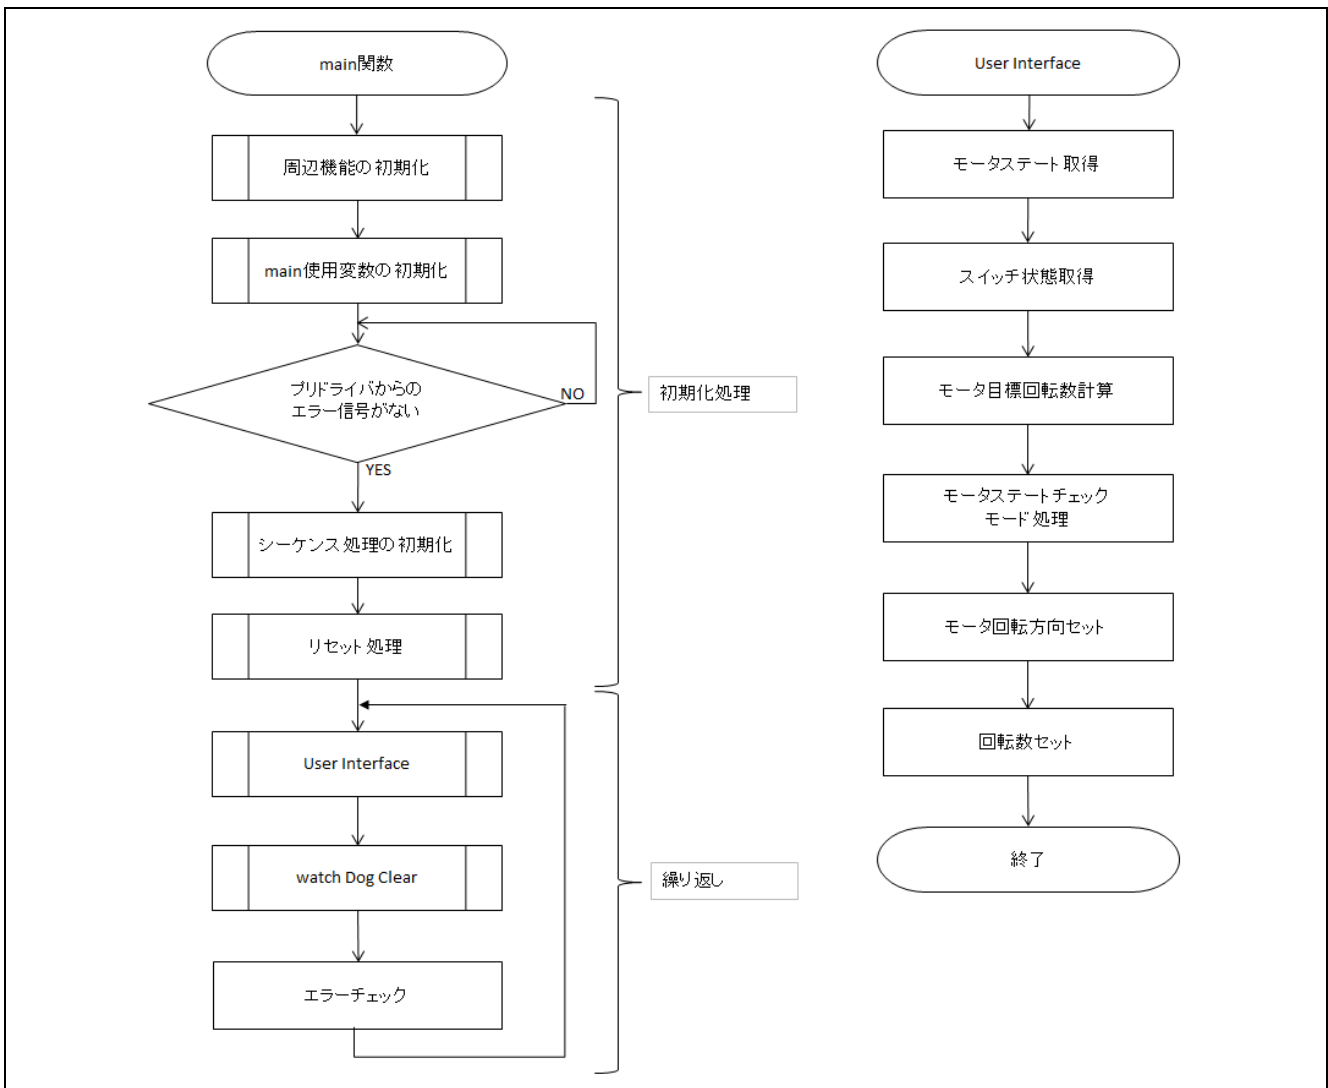 main関数
周辺機能の初期化
main使用変数の初期化
プリドライバからの
エラー信号がない
NO
YES
シーケンス処理の初期化
リセット処理
初期化処理
User Interface
watch Dog Clear
エラーチェック
繰り返し
User Interface
モータステート取得
スイッチ状態取得
モータ目標回転数計算
モータステートチェック
モード処理
モータ回転方向セット
回転数セット
終了